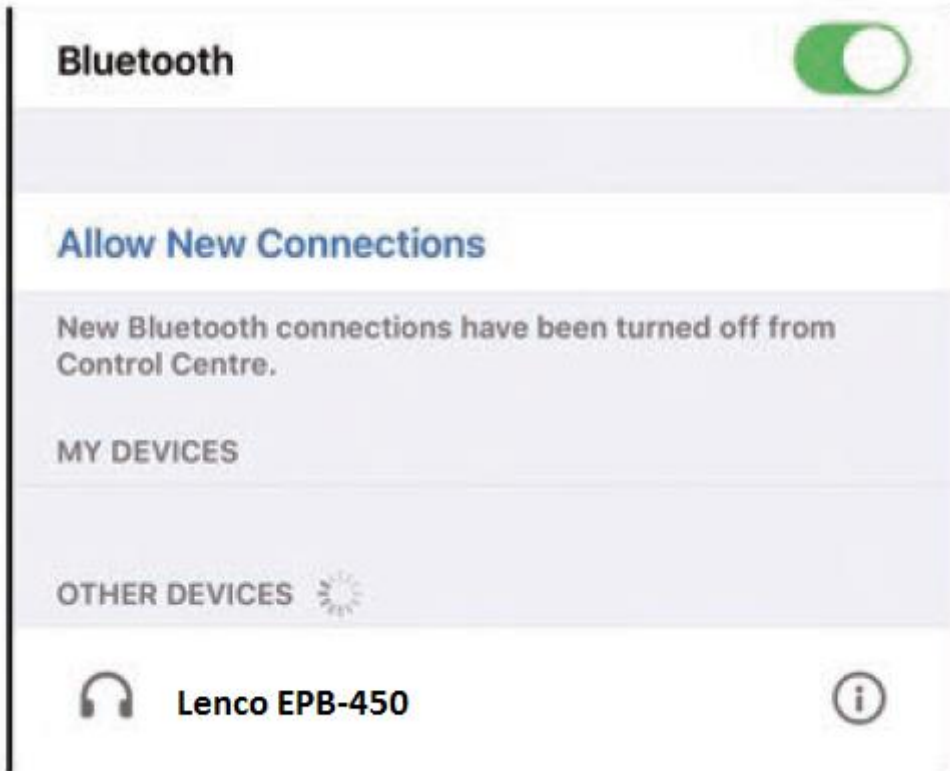 Bluetooth
Allow New Connections
New Bluetooth connections have been turned off from
Control Centre.
MY DEVICES
OTHER DEVICES
Lenco EPB-450